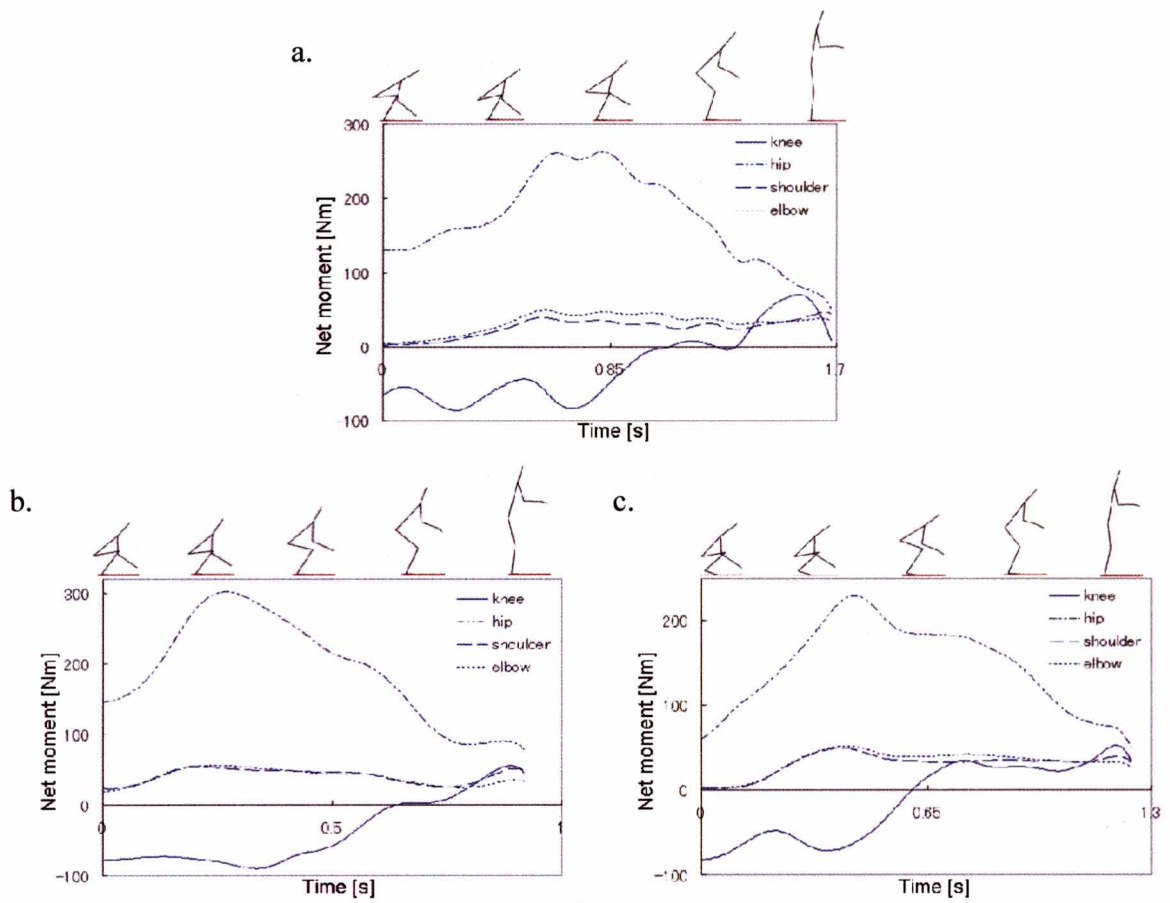 a.
300
200
100
0
-100
Net moment [Nm]
knee
hip
shoulder
elbow
0
0.85
1.7
Time [s]
b.
300
200
100
0
-100
Net moment [Nm]
knee
hip
shoulder
elbow
0
0.5
1
Time [s]
c.
200
100
0
-100
Net moment [Nm]
knee
hip
shoulder
elbow
0
0.65
1.3
Time [s]